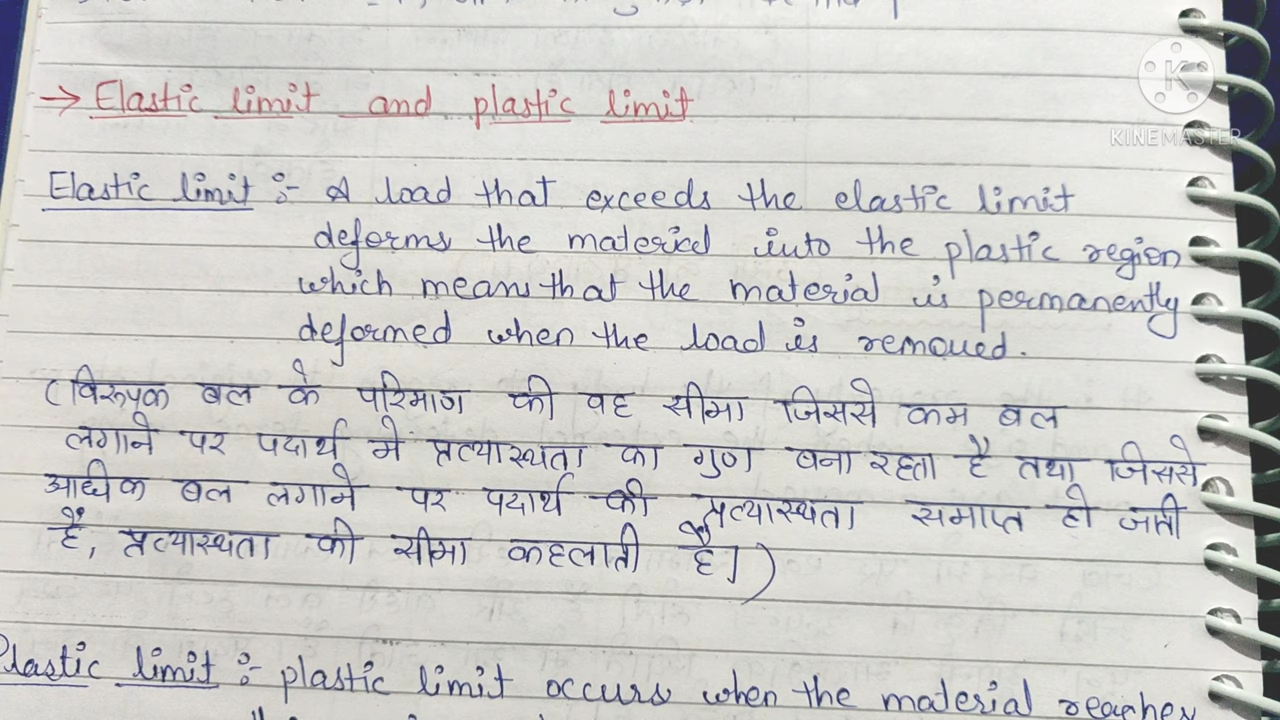 → Elastic limit and plastic limit
KINEMASTER
Elastic limit :- A load that exceeds the elastic limit
deforms the material into the plastic region
which means that the material is permanently
deformed when the load is removed.
(विरूपक बल के परिमाण की वह सीमा जिससे कम बल
लगाने पर पदार्थ में प्रत्यास्थता का गुण बना रहता है तथा जिससे
अधिक बल लगाने पर पदार्थ की प्रत्यास्थता समाप्त हो जाती
है, प्रत्यास्थता की सीमा कहलाती है।)
Plastic limit :- plastic limit occurs when the material reaches